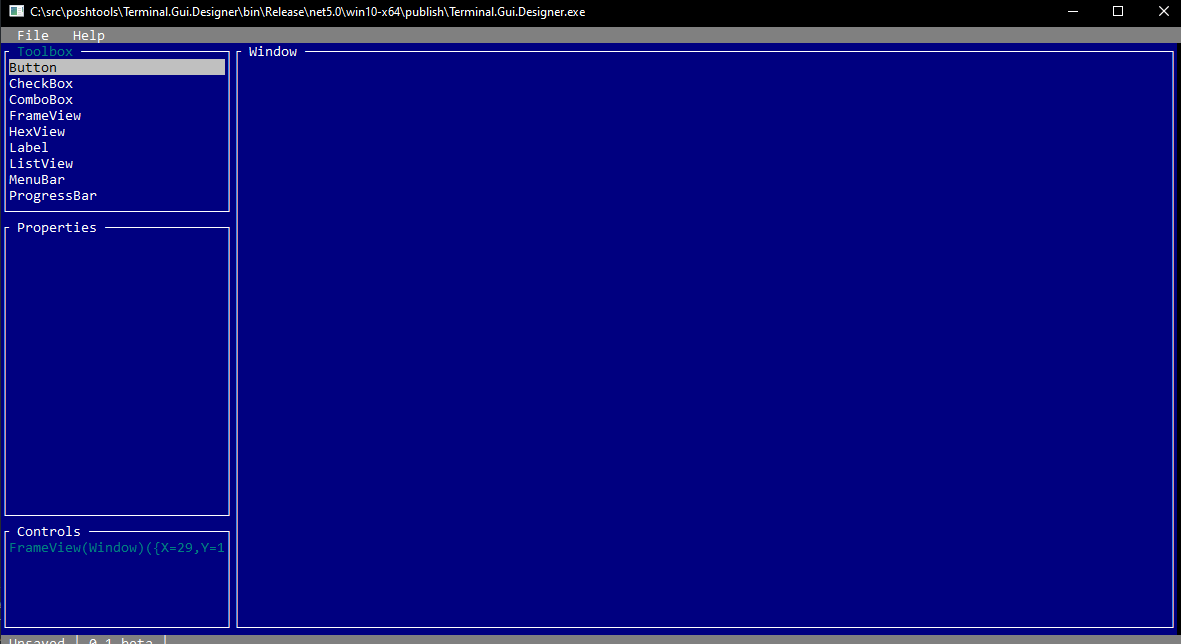 C:\src\poshtools\Terminal.Gui.Designer\bin\Release\net5.0\win10-x64\publish\Terminal.Gui.Designer.exe
File Help
Toolbox
Button
CheckBox
ComboBox
FrameView
HexView
Label
ListView
MenuBar
ProgressBar
Properties
Controls
FrameView(Window)({X=29,Y=1
Window
Unsaved | 0.1 beta |